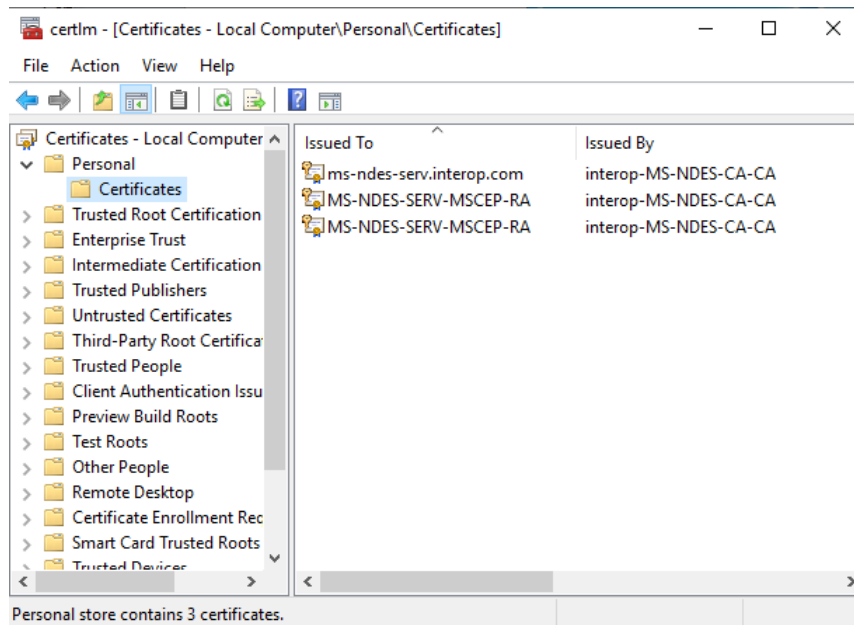 certlm - [Certificates - Local Computer\Personal\Certificates]
File Action View Help
Certificates - Local Computer
Personal
Certificates
Trusted Root Certification
Enterprise Trust
Intermediate Certification
Trusted Publishers
Untrusted Certificates
Third-Party Root Certifica
Trusted People
Client Authentication Issu
Preview Build Roots
Test Roots
Other People
Remote Desktop
Certificate Enrollment Req
Smart Card Trusted Roots
Trusted Devices
Issued To Issued By
ms-ndes-serv.interop.com interop-MS-NDES-CA-CA
MS-NDES-SERV-MSCEP-RA interop-MS-NDES-CA-CA
MS-NDES-SERV-MSCEP-RA interop-MS-NDES-CA-CA
Personal store contains 3 certificates.